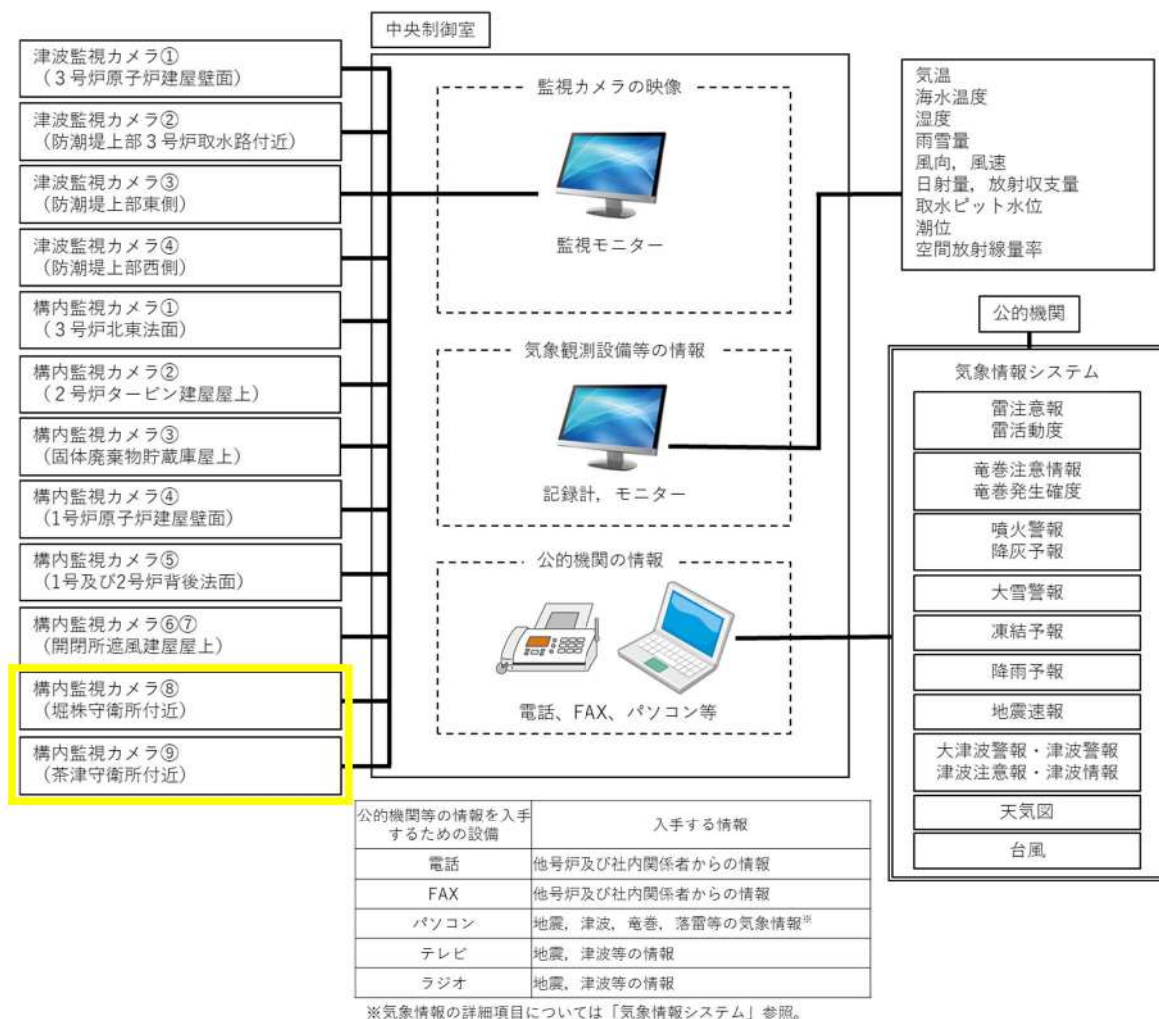 中央制御室
津波監視カメラ①
（３号炉原子炉建屋壁面）
津波監視カメラ②
（防潮堤上部３号炉取水路付近）
津波監視カメラ③
（防潮堤上部東側）
津波監視カメラ④
（防潮堤上部西側）
構内監視カメラ①
（３号炉北東法面）
構内監視カメラ②
（２号炉タービン建屋屋上）
構内監視カメラ③
（固体廃棄物貯蔵庫屋上）
構内監視カメラ④
（1号炉原子炉建屋壁面）
構内監視カメラ⑤
（1号及び2号炉背後法面）
構内監視カメラ⑥⑦
（開閉所遮風建屋屋上）
構内監視カメラ⑧
（堀株守衛所付近）
構内監視カメラ⑨
（茶津守衛所付近）
監視カメラの映像
監視モニター
気象観測設備等の情報
記録計，モニター
公的機関の情報
電話、FAX、パソコン等
気温
海水温度
湿度
雨雪量
風向，風速
日射量，放射収支量
取水ピット水位
潮位
空間放射線量率
公的機関
気象情報システム
雷注意報
雷活動度
竜巻注意情報
竜巻発生確度
噴火警報
降灰予報
大雪警報
凍結予報
降雨予報
地震速報
大津波警報・津波警報
津波注意報・津波情報
天気図
台風
公的機関等の情報を入手
するための設備
入手する情報
電話
他号炉及び社内関係者からの情報
FAX
他号炉及び社内関係者からの情報
パソコン
地震，津波，竜巻，落雷等の気象情報※
テレビ
地震，津波等の情報
ラジオ
地震，津波等の情報
※気象情報の詳細項目については「気象情報システム」参照。